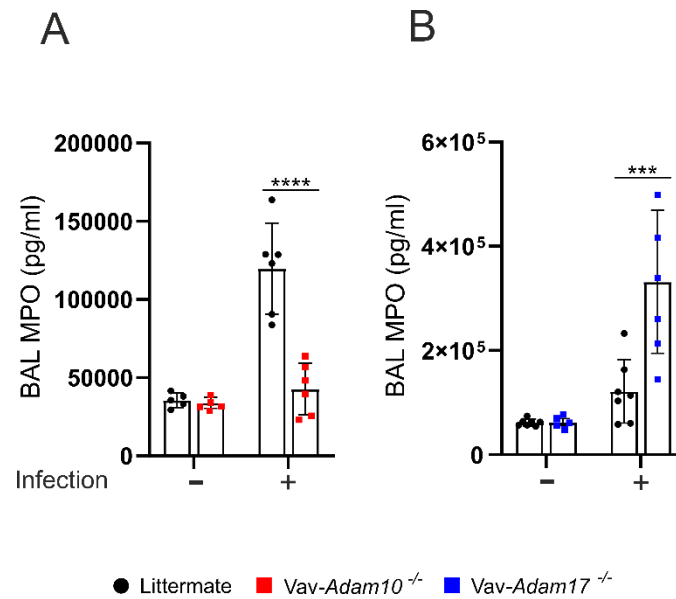 A
BAL MPO (pg/ml)
200000
150000
100000
50000
0
****
Infection
− +
B
BAL MPO (pg/ml)
6×10⁵
4×10⁵
2×10⁵
0
***
− +
Littermate Vav-Adam10 -/- Vav-Adam17 -/-